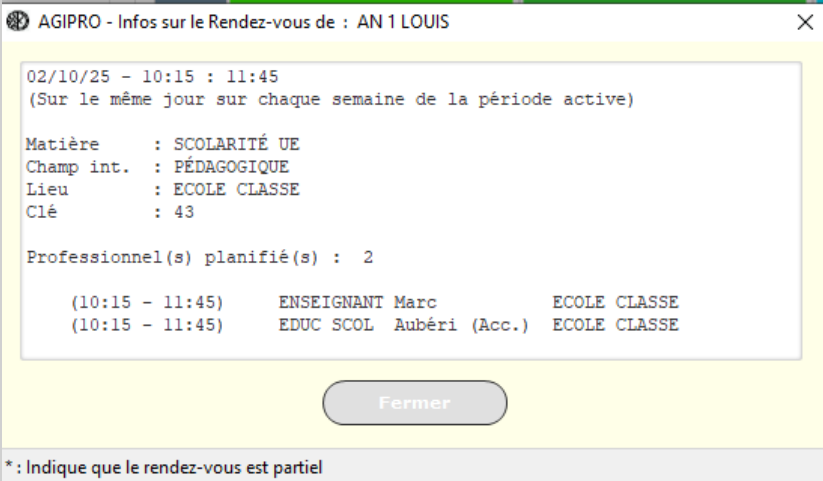 AGIPRO - Infos sur le Rendez-vous de : AN 1 LOUIS
02/10/25 - 10:15 : 11:45
(Sur le même jour sur chaque semaine de la période active)
Matière : SCOLARITÉ UE
Champ int. : PÉDAGOGIQUE
Lieu : ECOLE CLASSE
Clé : 43
Professionnel(s) planifié(s) : 2
(10:15 - 11:45) ENSEIGNANT Marc ECOLE CLASSE
(10:15 - 11:45) EDUC SCOL Aubéri (Acc.) ECOLE CLASSE
Fermer
* : Indique que le rendez-vous est partiel